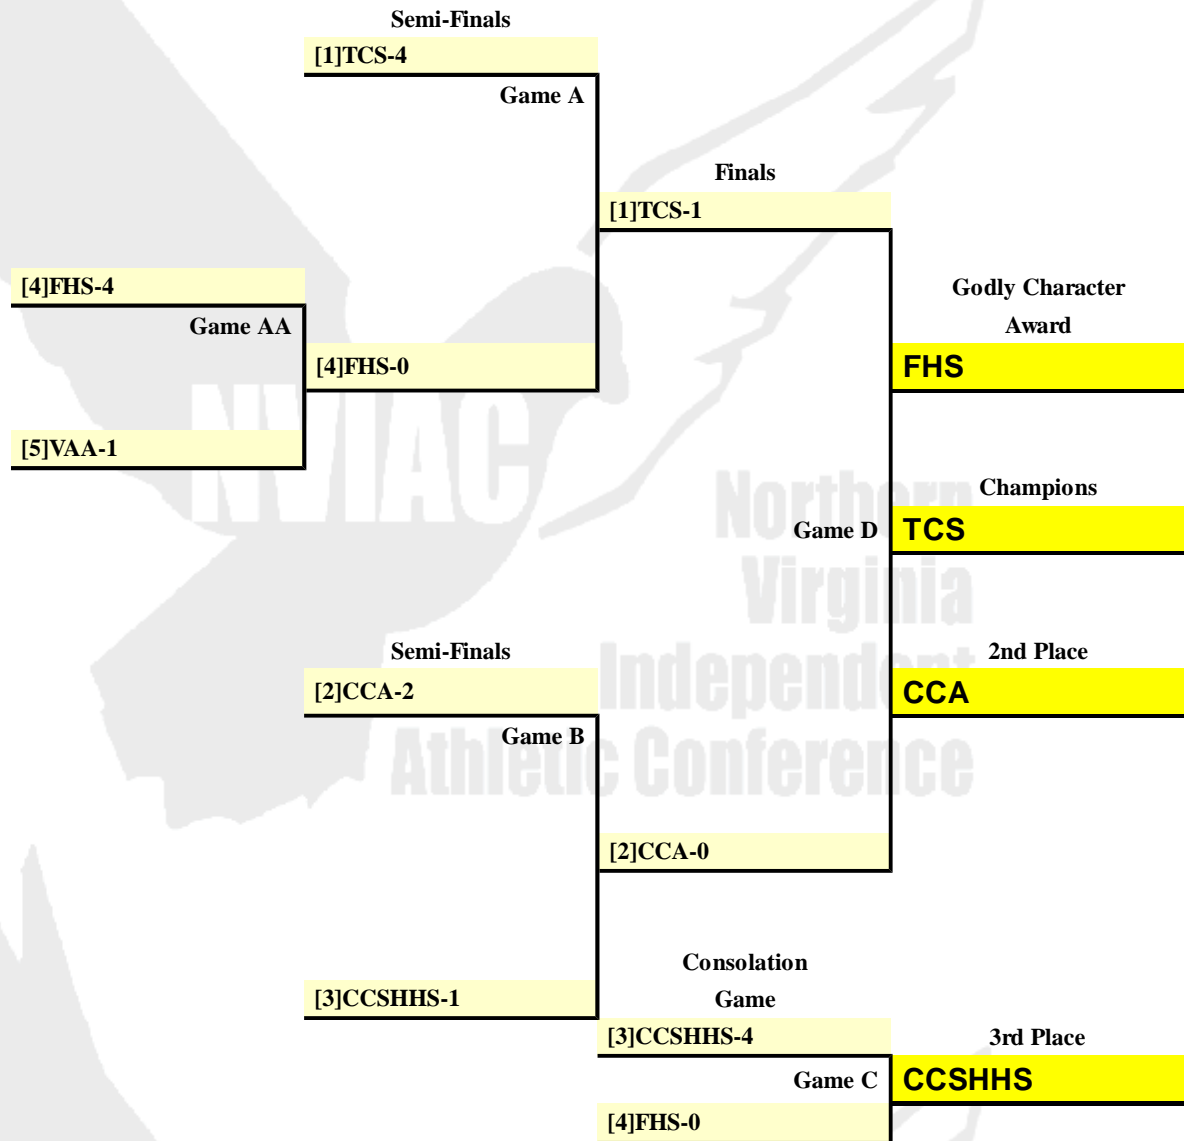 Semi-Finals
[1]TCS-4
Game A
Finals
[1]TCS-1
[4]FHS-4
Godly Character
Award
Game AA
[4]FHS-0
FHS
[5]VAA-1
NVIAC
Northern
Virginia
Independent
Athletic Conference
Champions
Game D
TCS
Semi-Finals
2nd Place
[2]CCA-2
CCA
Game B
[2]CCA-0
Consolation
Game
[3]CCSHHS-1
[3]CCSHHS-4
3rd Place
Game C
CCSHHS
[4]FHS-0